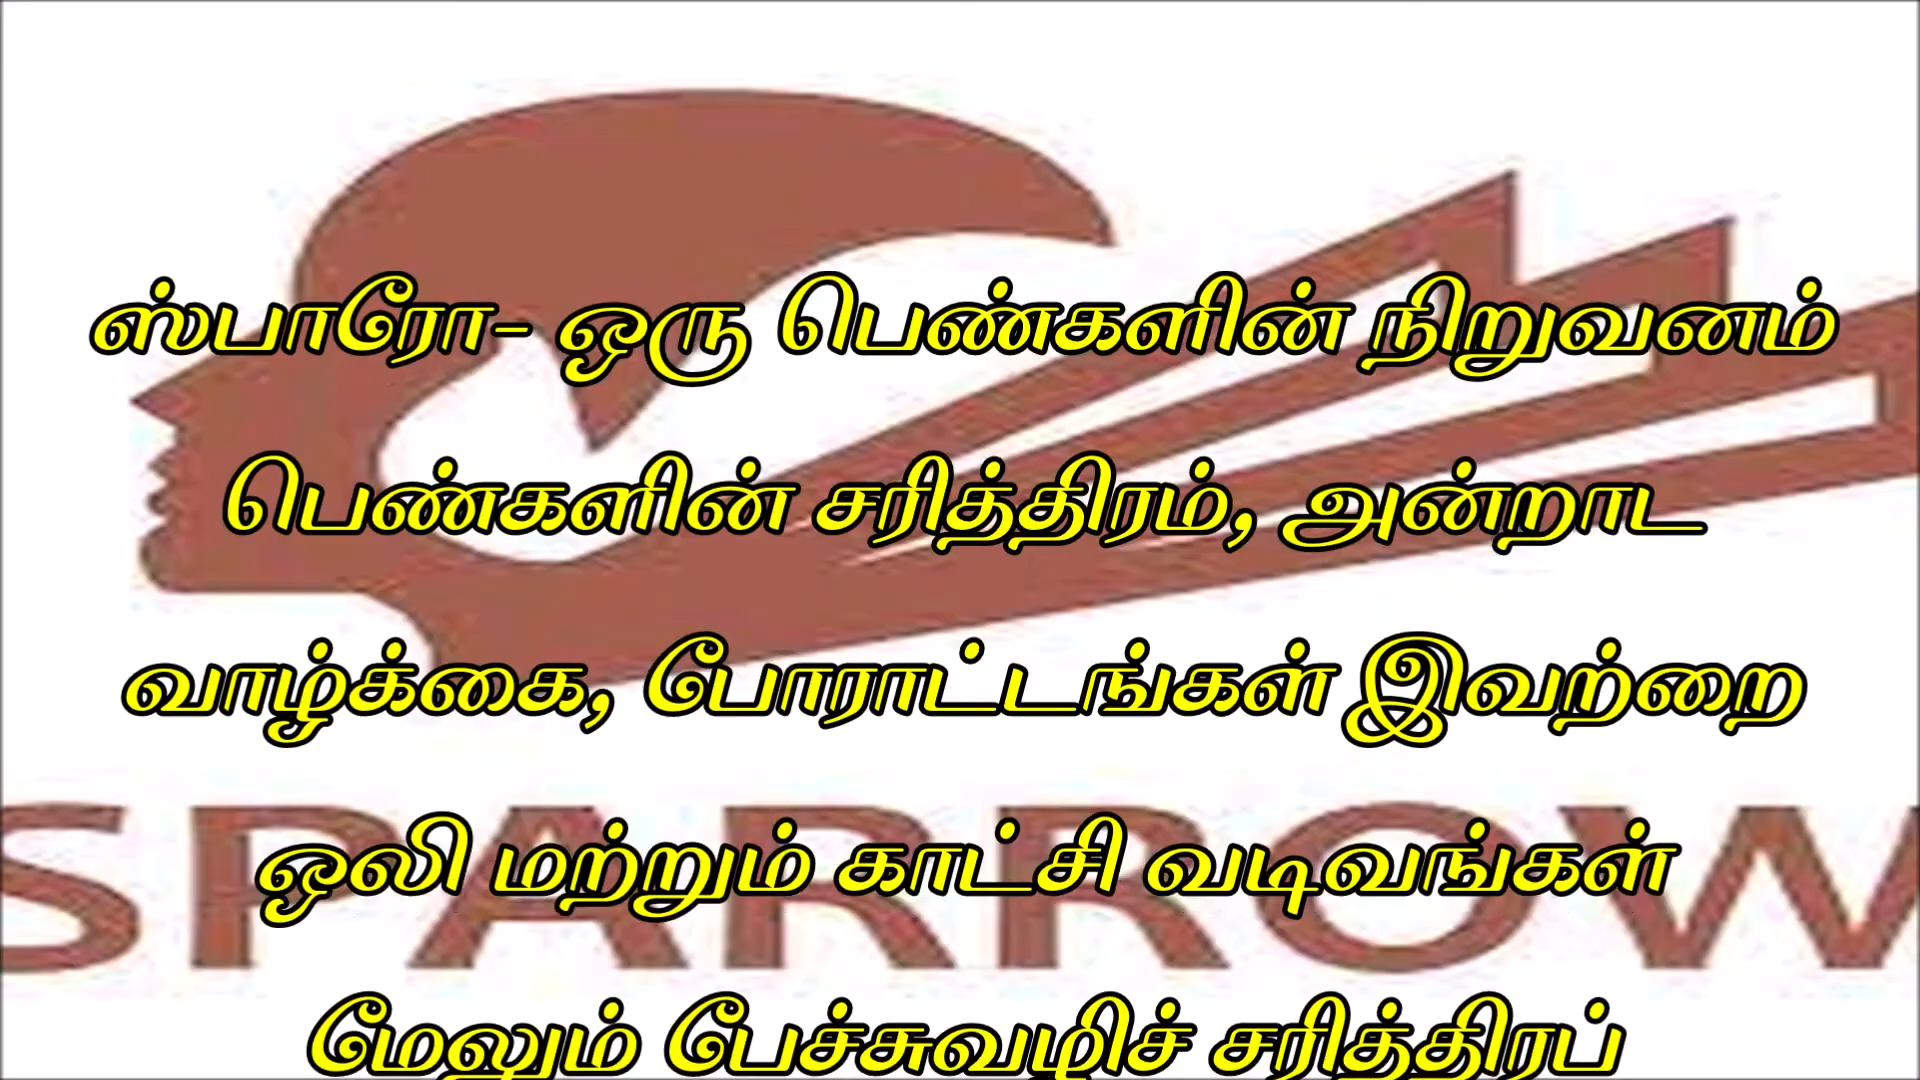 ஸ்பாரோ- ஒரு பெண்களின் நிறுவனம்
பெண்களின் சரித்திரம், அன்றாட
வாழ்க்கை, போராட்டங்கள் இவற்றை
ஒலி மற்றும் காட்சி வடிவங்கள்
SPARROW
மேலும் பேச்சுவழிச் சரித்திரப்